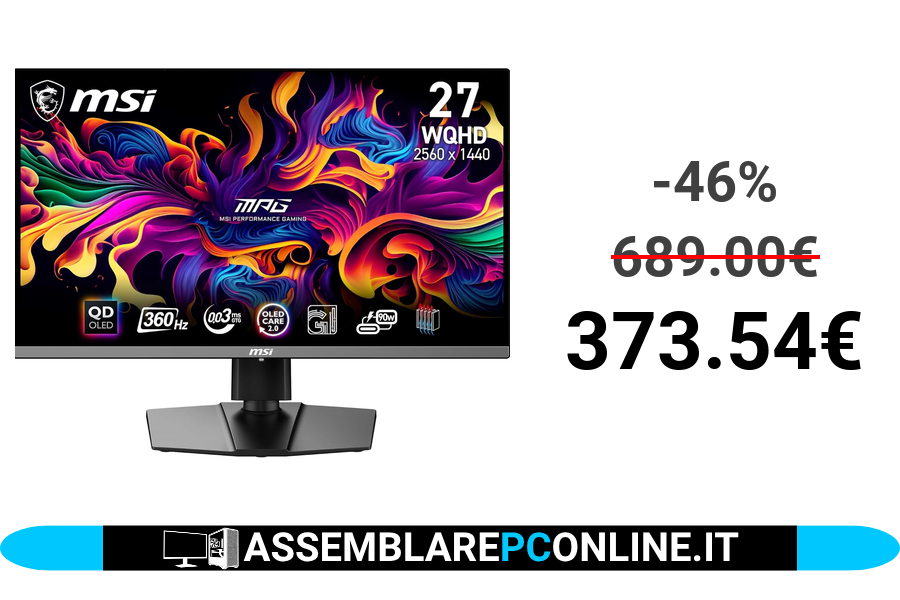 msi
27
WQHD
2560 x 1440
MPG
MSI PERFORMANCE GAMING
QD
OLED
360Hz
0,03ms
GTG
OLED
CARE
2.0
90W
msi
-46%
689.00€
373.54€
ASSEMBLAREPCONLINE.IT